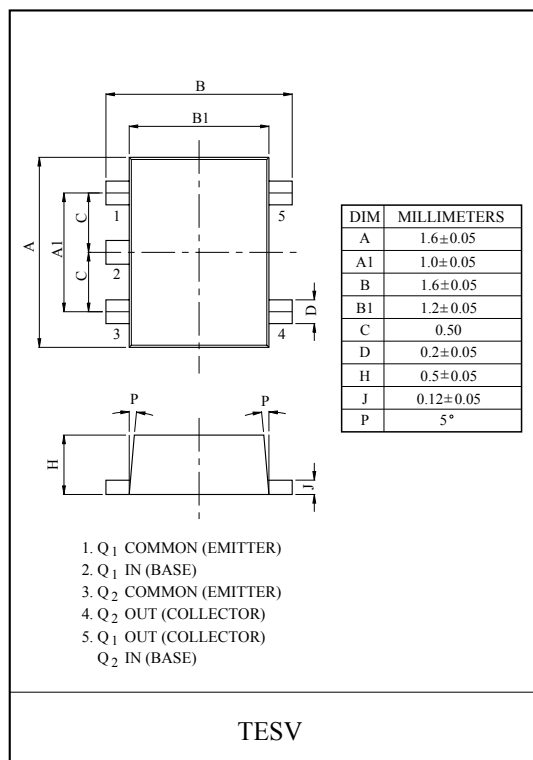 B
B1
A
A1
C
C
1
2
3
5
4
D
P
P
H
J
DIM MILLIMETERS
A 1.6±0.05
A1 1.0±0.05
B 1.6±0.05
B1 1.2±0.05
C 0.50
D 0.2±0.05
H 0.5±0.05
J 0.12±0.05
P 5°
1. Q1 COMMON (EMITTER)
2. Q1 IN (BASE)
3. Q2 COMMON (EMITTER)
4. Q2 OUT (COLLECTOR)
5. Q1 OUT (COLLECTOR)
Q2 IN (BASE)
TESV